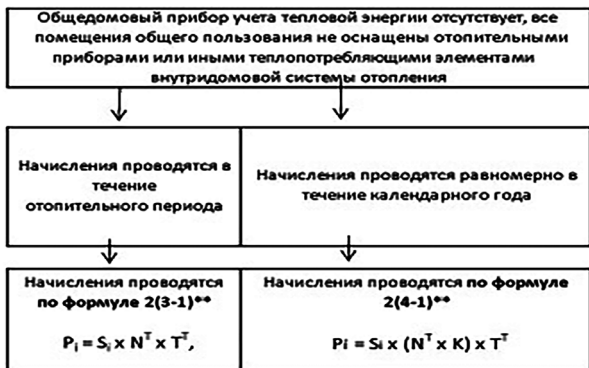 Общедомовый прибор учета тепловой энергии отсутствует, все
помещения общего пользования не оснащены отопительными
приборами или иными теплопотребляющими элементами
внутридомовой системы отопления
Начисления проводятся в
течение
отопительного периода
Начисления проводятся равномерно в
течение календарного года
Начисления проводятся
по формуле 2(3-1)**
Pᵢ = Sᵢ x Nᵀ x Tᵀ,
Начисления проводятся по формуле
2(4-1)**
Pi = Si x (Nᵀ x K) x Tᵀ